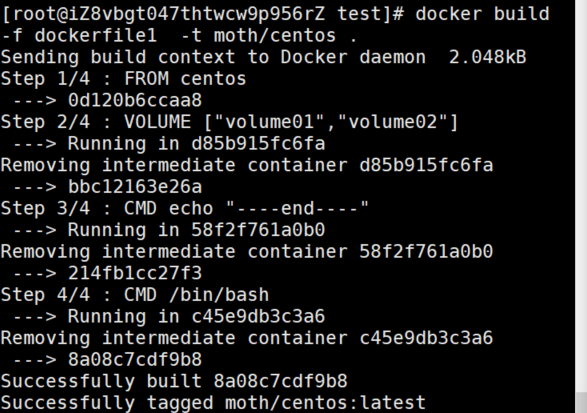 [root@iZ8vbgt047thtwcw9p956rZ test]# docker build
-f dockerfile1  -t moth/centos .
Sending build context to Docker daemon  2.048kB
Step 1/4 : FROM centos
 ---> 0d120b6ccaa8
Step 2/4 : VOLUME ["volume01","volume02"]
 ---> Running in d85b915fc6fa
Removing intermediate container d85b915fc6fa
 ---> bbc12163e26a
Step 3/4 : CMD echo "----end----"
 ---> Running in 58f2f761a0b0
Removing intermediate container 58f2f761a0b0
 ---> 214fb1cc27f3
Step 4/4 : CMD /bin/bash
 ---> Running in c45e9db3c3a6
Removing intermediate container c45e9db3c3a6
 ---> 8a08c7cdf9b8
Successfully built 8a08c7cdf9b8
Successfully tagged moth/centos:latest